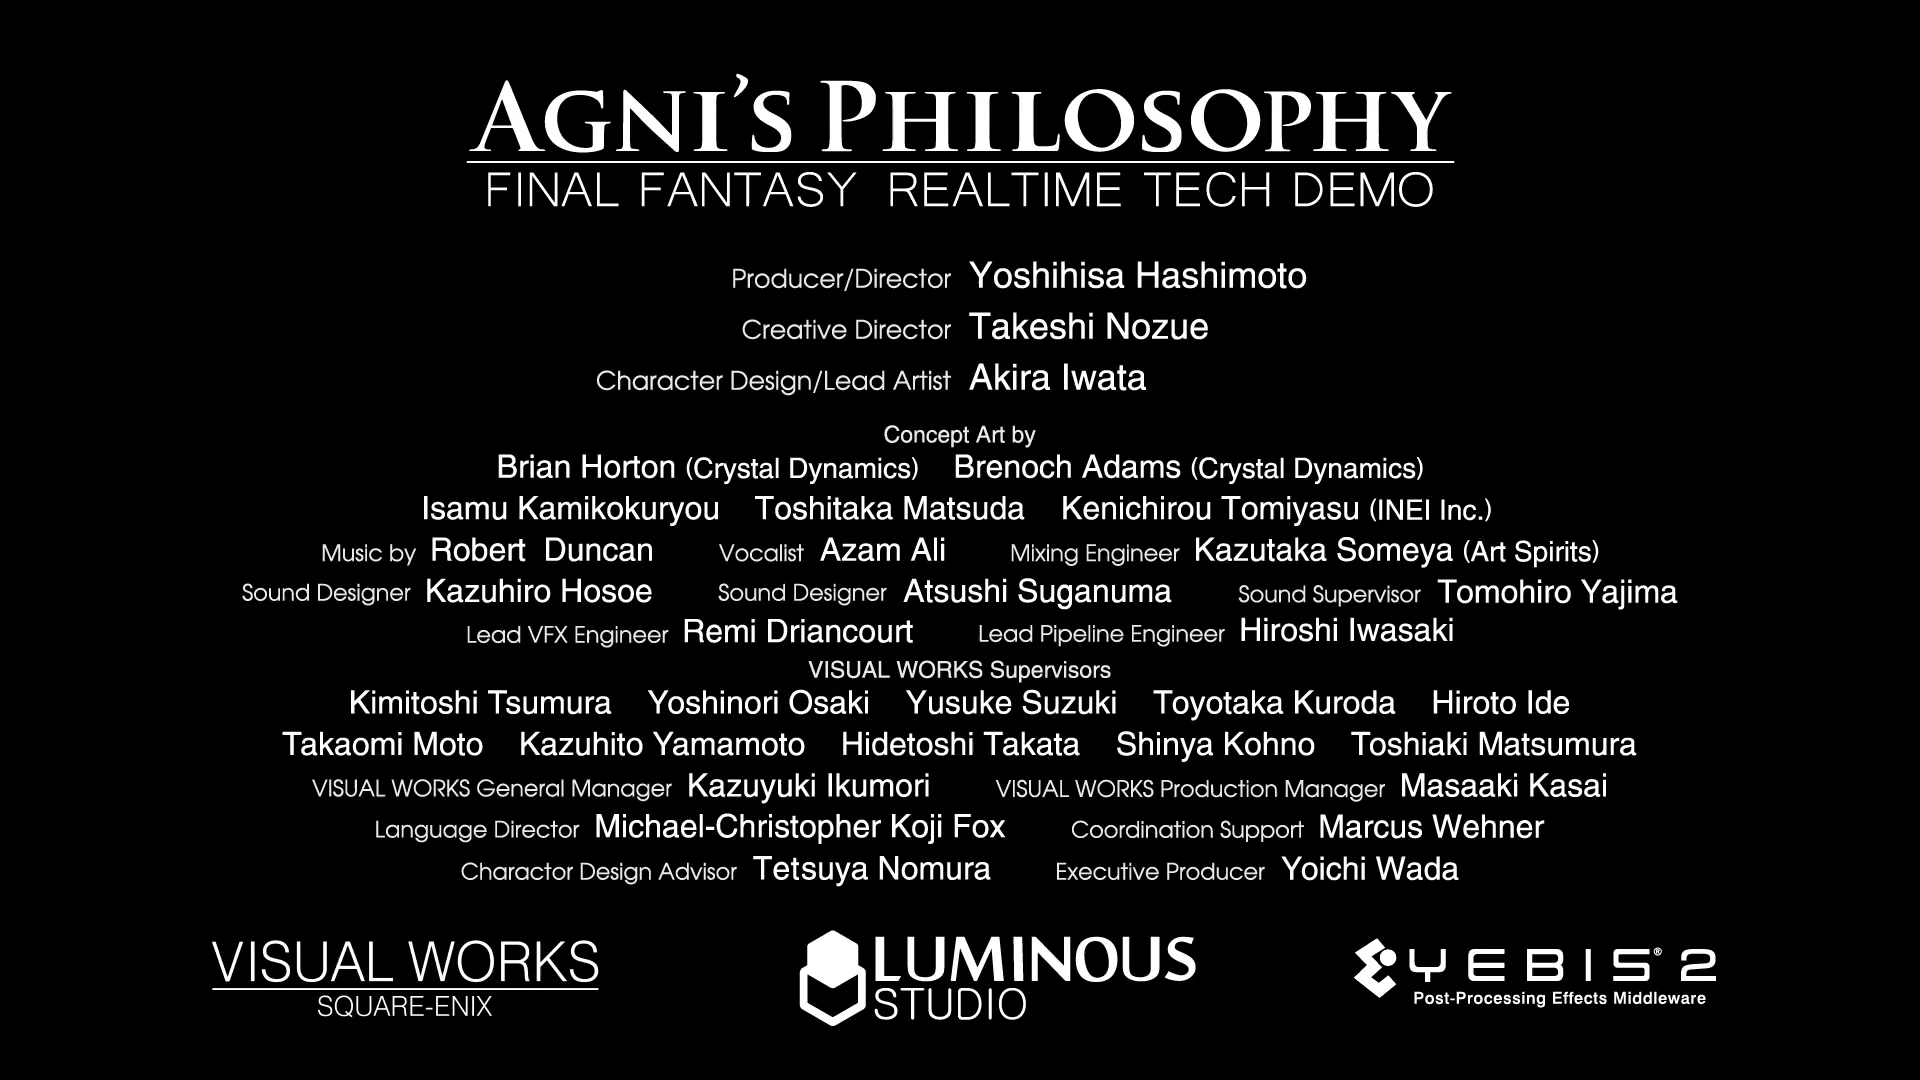 AGNI'S PHILOSOPHY
FINAL FANTASY REALTIME TECH DEMO
Producer/Director Yoshihisa Hashimoto
Creative Director Takeshi Nozue
Character Design/Lead Artist Akira Iwata
Concept Art by
Brian Horton (Crystal Dynamics) Brenoch Adams (Crystal Dynamics)
Isamu Kamikokuryou Toshitaka Matsuda Kenichirou Tomiyasu (INEI Inc.)
Music by Robert Duncan Vocalist Azam Ali Mixing Engineer Kazutaka Someya (Art Spirits)
Sound Designer Kazuhiro Hosoe Sound Designer Atsushi Suganuma Sound Supervisor Tomohiro Yajima
Lead VFX Engineer Remi Driancourt Lead Pipeline Engineer Hiroshi Iwasaki
VISUAL WORKS Supervisors
Kimitoshi Tsumura Yoshinori Osaki Yusuke Suzuki Toyotaka Kuroda Hiroto Ide
Takaomi Moto Kazuhito Yamamoto Hidetoshi Takata Shinya Kohno Toshiaki Matsumura
VISUAL WORKS General Manager Kazuyuki Ikumori VISUAL WORKS Production Manager Masaaki Kasai
Language Director Michael-Christopher Koji Fox Coordination Support Marcus Wehner
Charactor Design Advisor Tetsuya Nomura Executive Producer Yoichi Wada
VISUAL WORKS
SQUARE-ENIX
LUMINOUS
STUDIO
YEBIS® 2
Post-Processing Effects Middleware